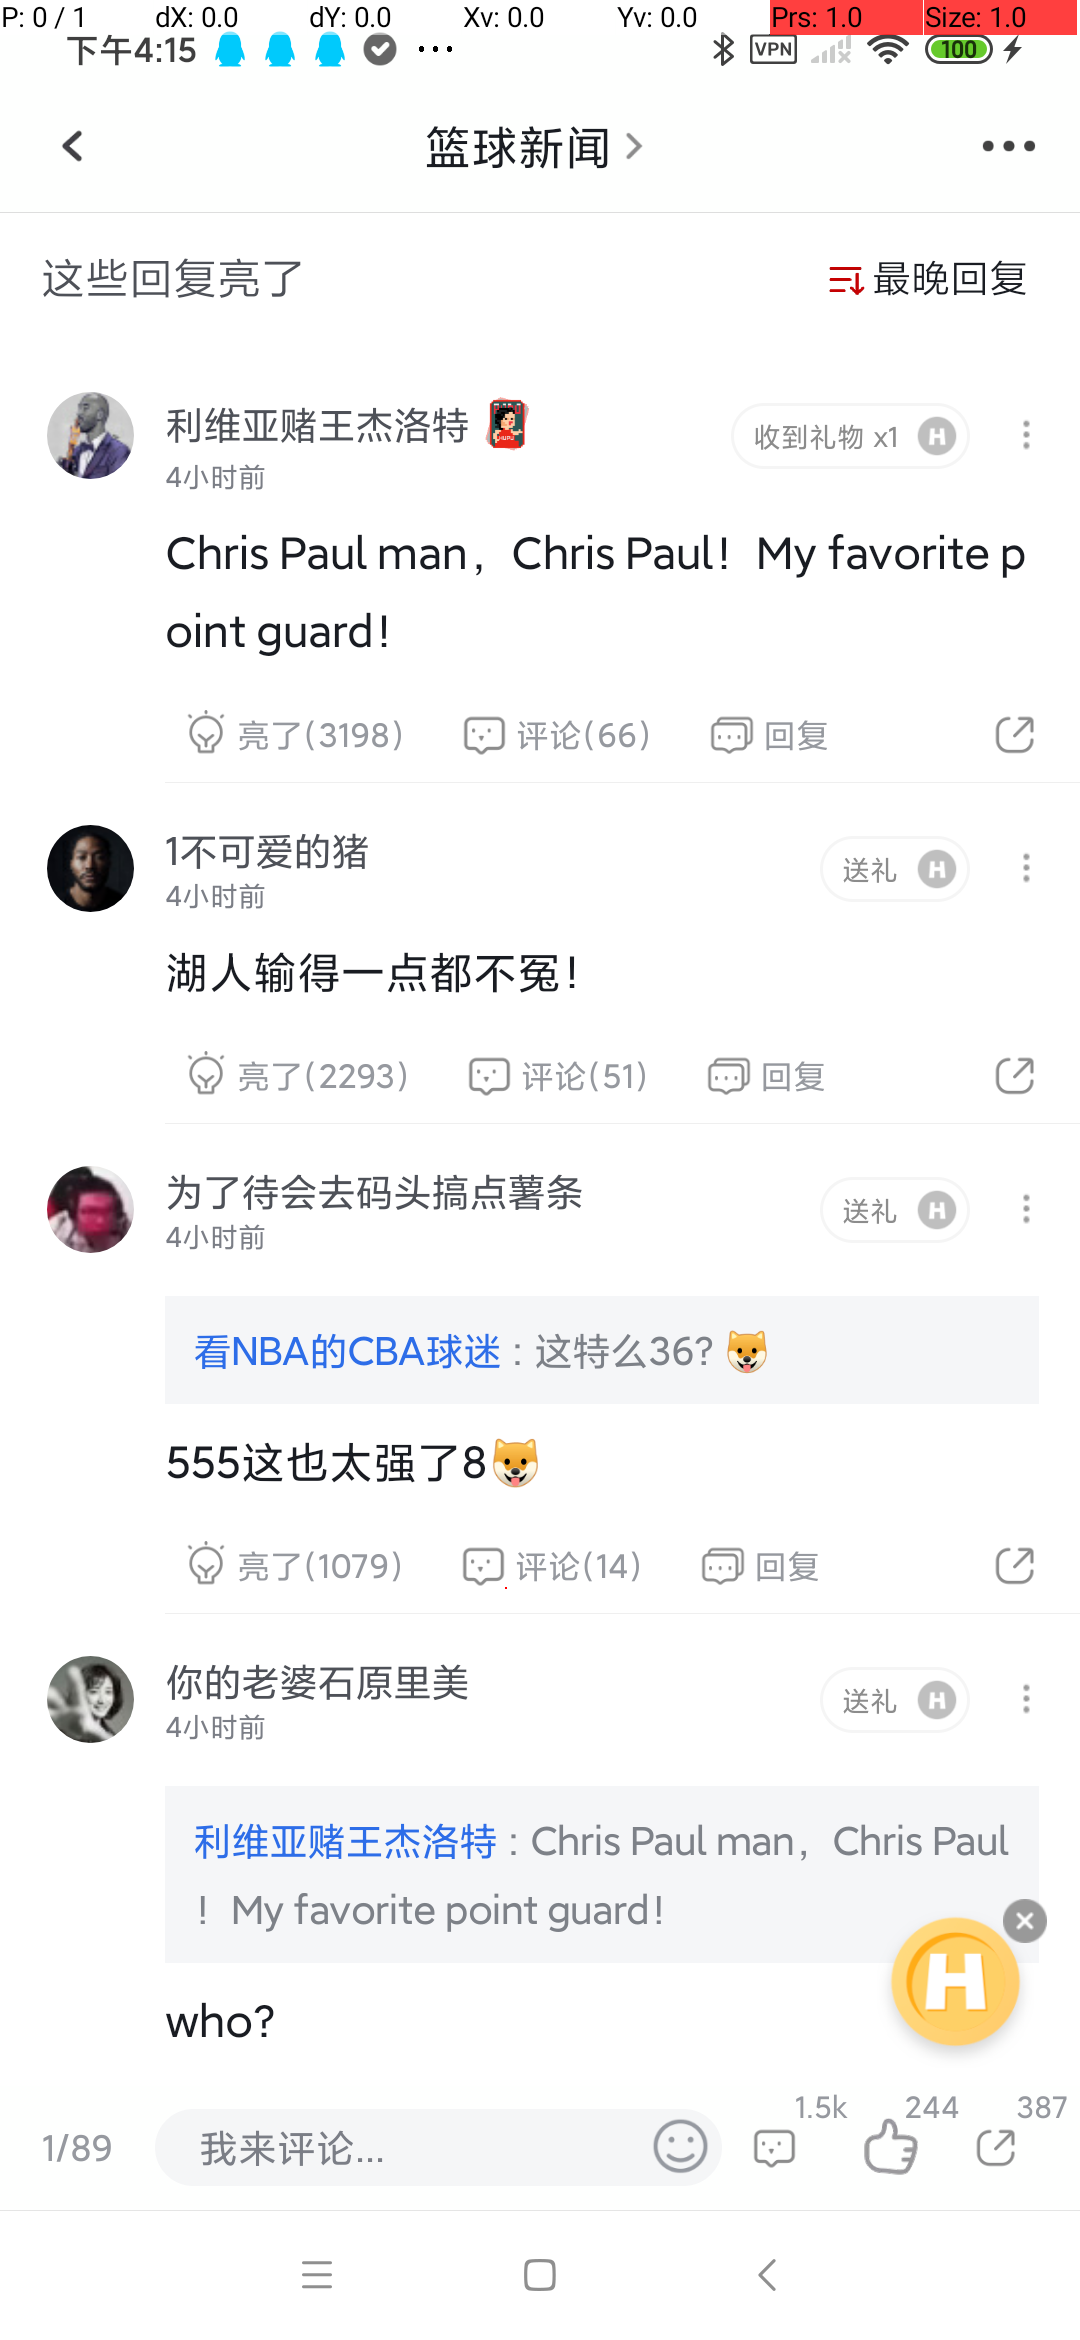 P: 0 / 1 dX: 0.0 dY: 0.0 Xv: 0.0 Yv: 0.0 Prs: 1.0 Size: 1.0
下午4:15 VPN 100
篮球新闻
这些回复亮了 最晚回复
利维亚赌王杰洛特 收到礼物 x1 H
4小时前
Chris Paul man，Chris Paul！My favorite p
oint guard！
亮了(3198) 评论(66) 回复
1不可爱的猪 送礼 H
4小时前
湖人输得一点都不冤！
亮了(2293) 评论(51) 回复
为了待会去码头搞点薯条 送礼 H
4小时前
看NBA的CBA球迷：这特么36?
555这也太强了8
亮了(1079) 评论(14) 回复
你的老婆石原里美 送礼 H
4小时前
利维亚赌王杰洛特：Chris Paul man，Chris Paul
！My favorite point guard！
H
who?
1/89 我来评论... 1.5k 244 387